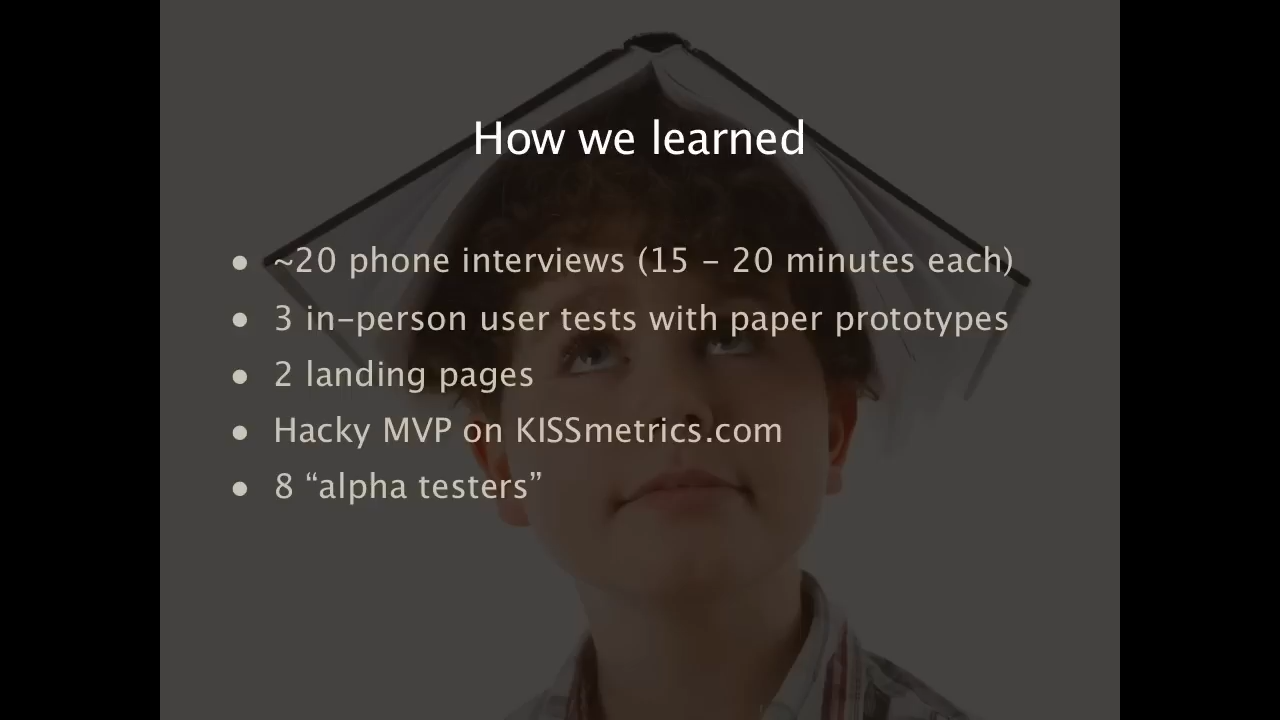 How we learned
• ~20 phone interviews (15 - 20 minutes each)
• 3 in-person user tests with paper prototypes
• 2 landing pages
• Hacky MVP on KISSmetrics.com
• 8 “alpha testers”